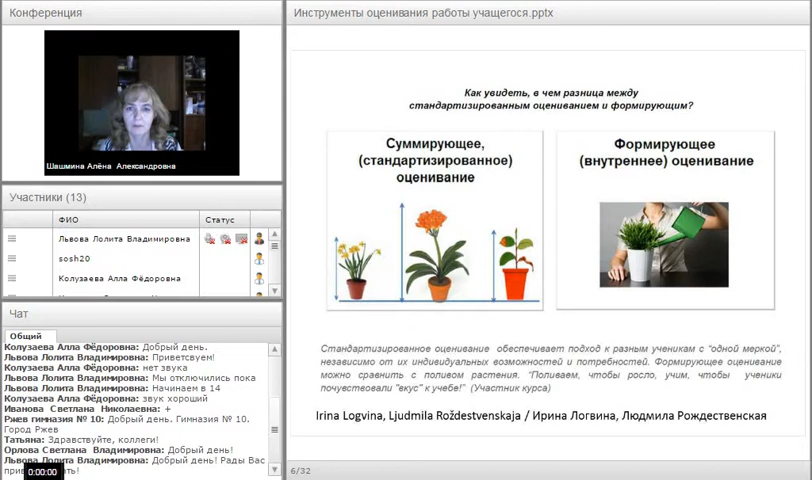 Конференция
Шашмина Алёна Александровна
Участники (13)
ФИО
Статус
Львова Лолита Владимировна
sosh20
Колузаева Алла Фёдоровна
Чат
Общий
Колузаева Алла Фёдоровна: Добрый день.
Львова Лолита Владимировна: Приветсвуем!
Колузаева Алла Фёдоровна: нет звука
Львова Лолита Владимировна: Мы отключились пока
Львова Лолита Владимировна: Начинаем в 14
Колузаева Алла Фёдоровна: звук хороший
Иванова Светлана Николаевна: +
Ржев гимназия № 10: Добрый день. Гимназия № 10.
Город Ржев
Татьяна: Здравствуйте, коллеги!
Орлова Светлана Владимировна: Добрый день!
Львова Лолита Владимировна: Добрый день! Рады Вас
0:00:00
Инструменты оценивания работы учащегося.pptx
Как увидеть, в чем разница между
стандартизированным оцениванием и формирующим?
Суммирующее,
(стандартизированное)
оценивание
Формирующее
(внутреннее) оценивание
Стандартизированное оценивание обеспечивает подход к разным ученикам с "одной меркой",
независимо от их индивидуальных возможностей и потребностей. Формирующее оценивание
можно сравнить с поливом растения. "Поливаем, чтобы росло, учим, чтобы ученики
почувствовали "вкус" к учебе!" (Участник курса)
Irina Logvina, Ljudmila Roždestvenskaja / Ирина Логвина, Людмила Рождественская
6/32